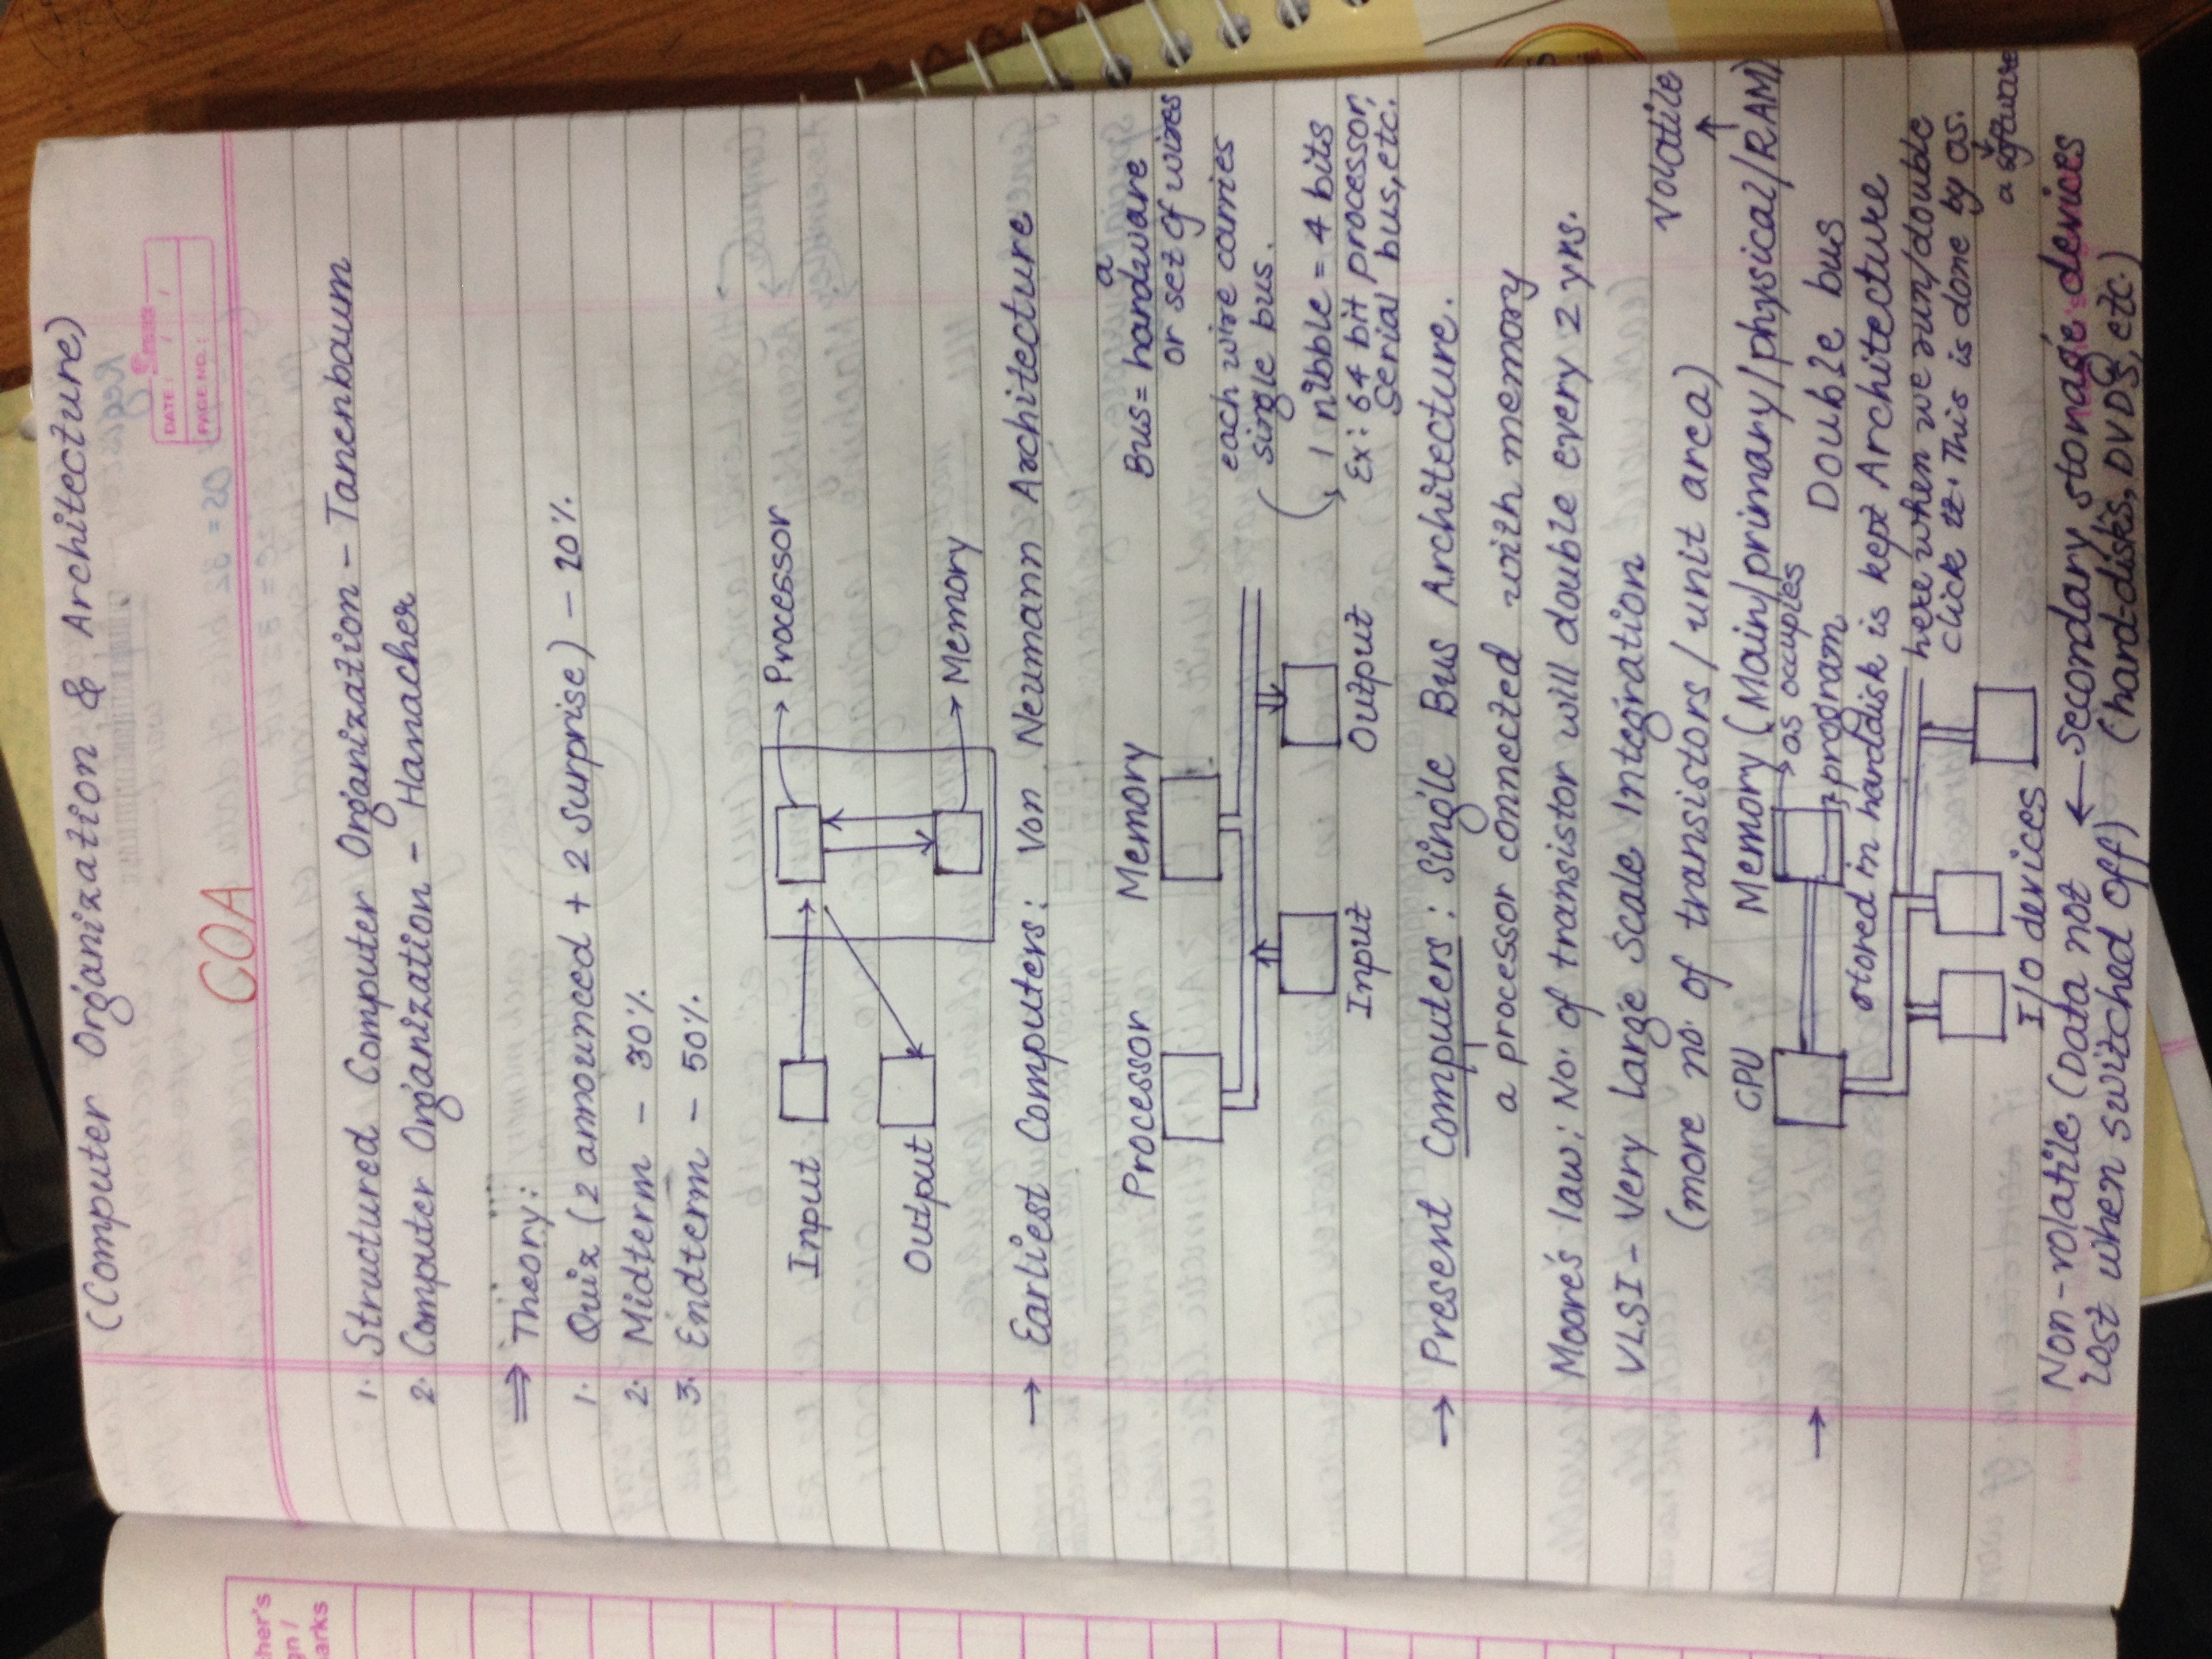 (Computer Organization & Architecture)
DATE: / /
PAGE NO.:
COA
1. Structured Computer Organization - Tanenbaum
2. Computer Organization - Hanacher
⇒ Theory:
1. Quiz (2 announced + 2 Surprise) - 20%.
2. Midterm - 30%.
3. Endterm - 50%.
Input
→ Processor
Output
→ Memory
→ Earliest Computers: Von Neumann Architecture
Processor Memory
Bus = a hardware
or set of wires
each wire carries
single bus.
1 nibble = 4 bits
Ex: 64 bit processor,
serial bus, etc.
Input Output
→ Present Computers: Single Bus Architecture.
a processor connected with memory
Moore's law: No. of transistor will double every 2 yrs.
VLSI - Very large Scale Integration
(more no. of transistors / unit area)
Volatile
↑
CPU Memory (Main/primary/physical/RAM)
→ os occupies
→ program
→ Double bus
Architecture
stored in harddisk is kept
here when we run/double
click it. This is done by os.
a software
I/O devices
Non-volatile (Data not ← secondary storage devices
lost when switched off) (hard-disks, DVDs, etc.)
her's
gn /
arks